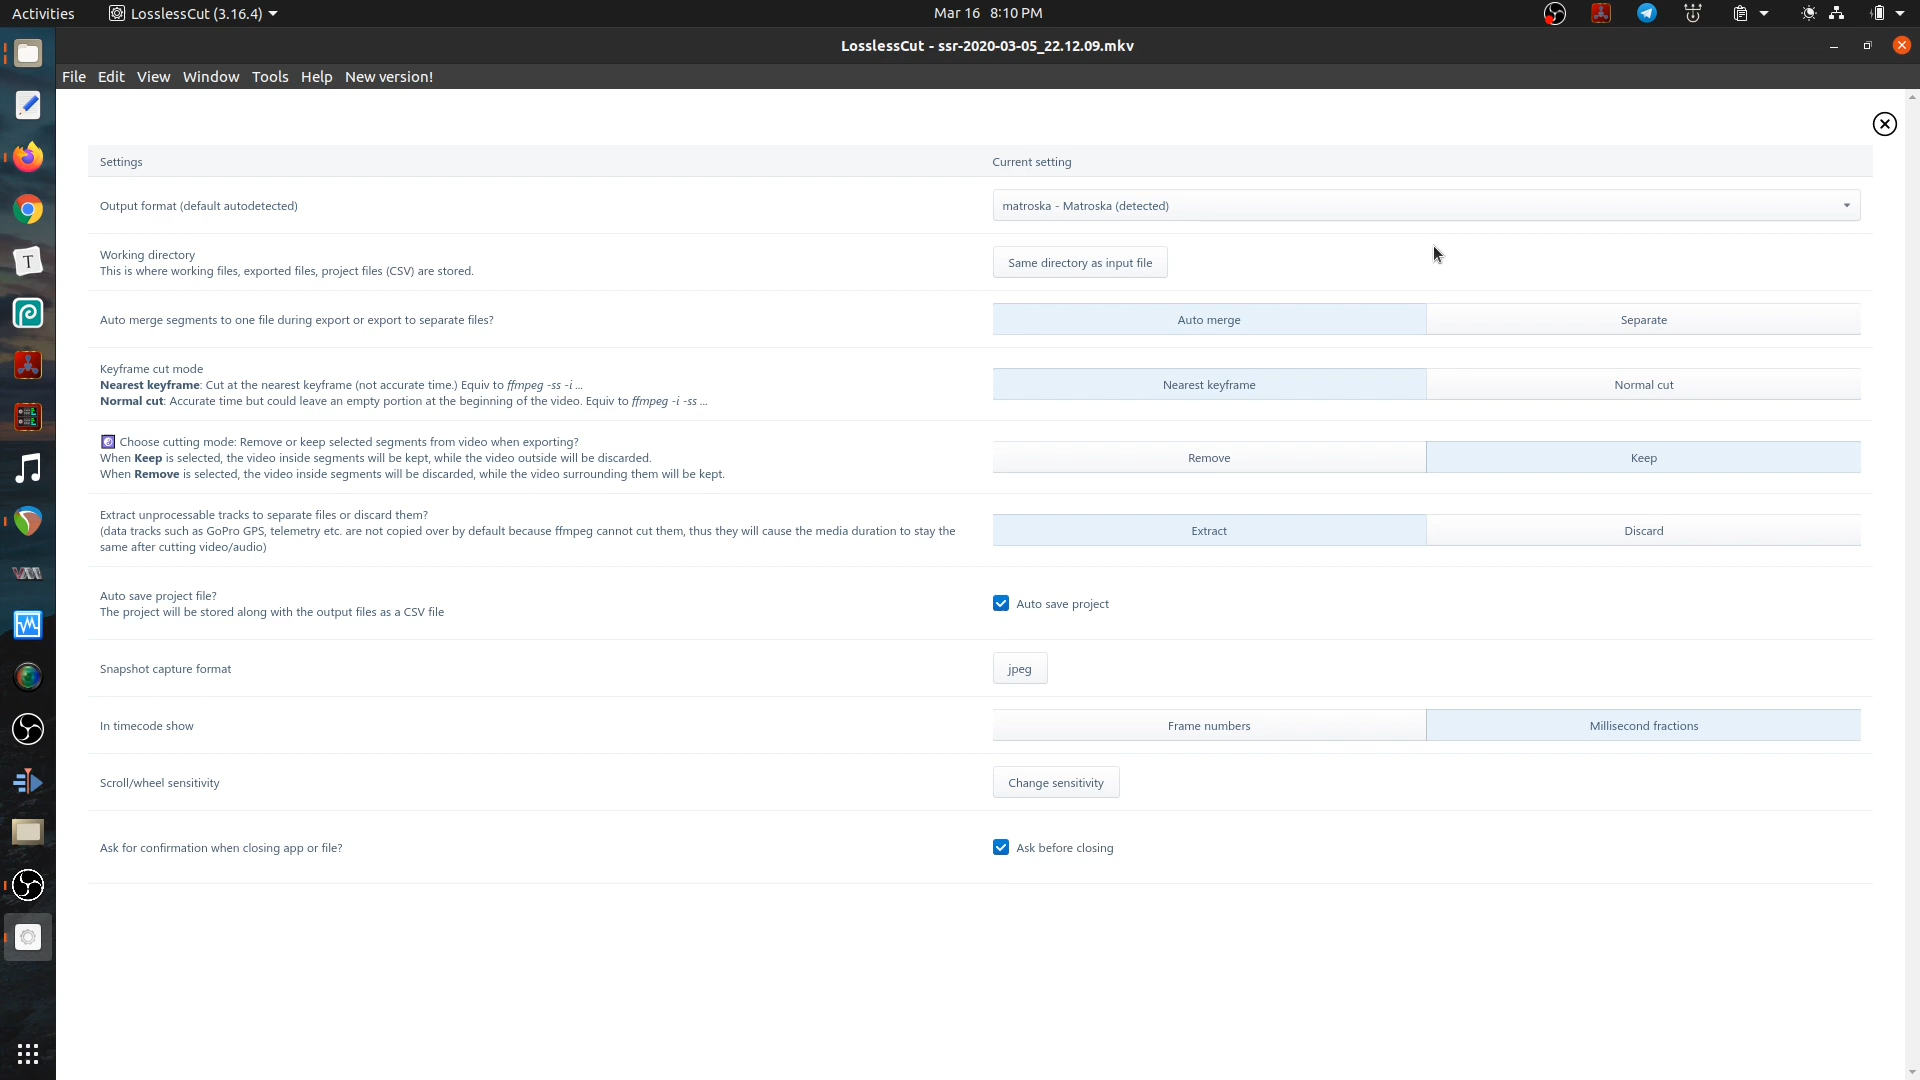 Activities
LosslessCut (3.16.4)
Mar 16 8:10 PM
LosslessCut - ssr-2020-03-05_22.12.09.mkv
File Edit View Window Tools Help New version!
Settings
Current setting
Output format (default autodetected)
matroska - Matroska (detected)
Working directory
This is where working files, exported files, project files (CSV) are stored.
Same directory as input file
Auto merge segments to one file during export or export to separate files?
Auto merge
Separate
Keyframe cut mode
Nearest keyframe: Cut at the nearest keyframe (not accurate time.) Equiv to ffmpeg -ss -i ...
Normal cut: Accurate time but could leave an empty portion at the beginning of the video. Equiv to ffmpeg -i -ss ...
Nearest keyframe
Normal cut
Choose cutting mode: Remove or keep selected segments from video when exporting?
When Keep is selected, the video inside segments will be kept, while the video outside will be discarded.
When Remove is selected, the video inside segments will be discarded, while the video surrounding them will be kept.
Remove
Keep
Extract unprocessable tracks to separate files or discard them?
(data tracks such as GoPro GPS, telemetry etc. are not copied over by default because ffmpeg cannot cut them, thus they will cause the media duration to stay the
same after cutting video/audio)
Extract
Discard
Auto save project file?
The project will be stored along with the output files as a CSV file
Auto save project
Snapshot capture format
jpeg
In timecode show
Frame numbers
Millisecond fractions
Scroll/wheel sensitivity
Change sensitivity
Ask for confirmation when closing app or file?
Ask before closing